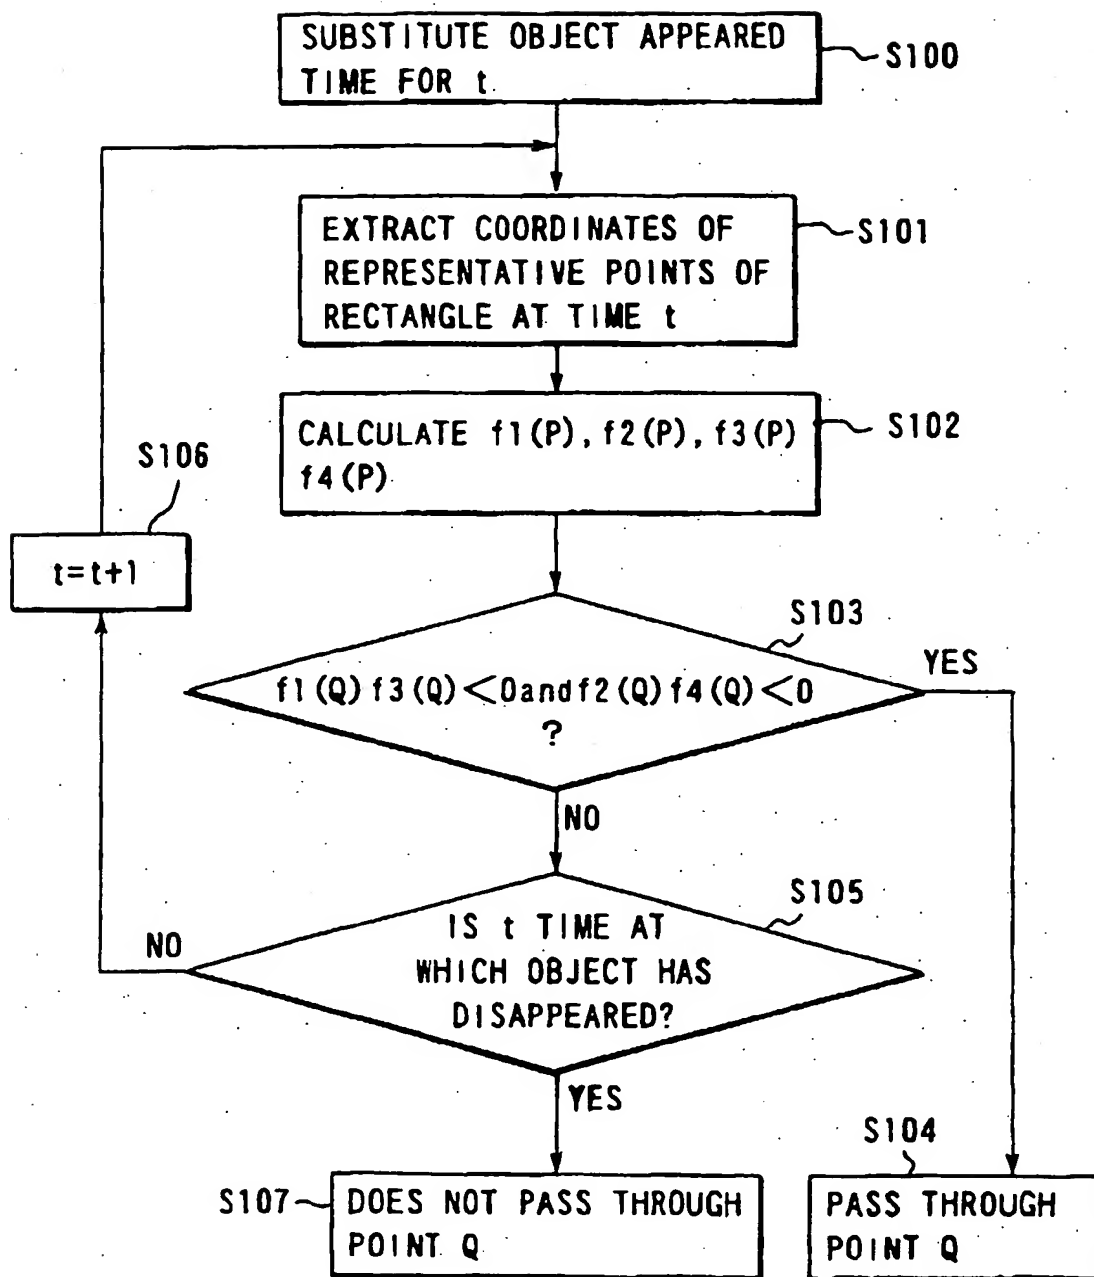 SUBSTITUTE OBJECT APPEARED
TIME FOR t
S100
EXTRACT COORDINATES OF
REPRESENTATIVE POINTS OF
RECTANGLE AT TIME t
S101
CALCULATE f1(P), f2(P), f3(P)
f4(P)
S102
S106
t=t+1
S103
f1(Q)f3(Q)<0andf2(Q)f4(Q)<0
?
YES
NO
S105
IS t TIME AT
WHICH OBJECT HAS
DISAPPEARED?
NO
YES
S104
S107
DOES NOT PASS THROUGH
POINT Q
PASS THROUGH
POINT Q